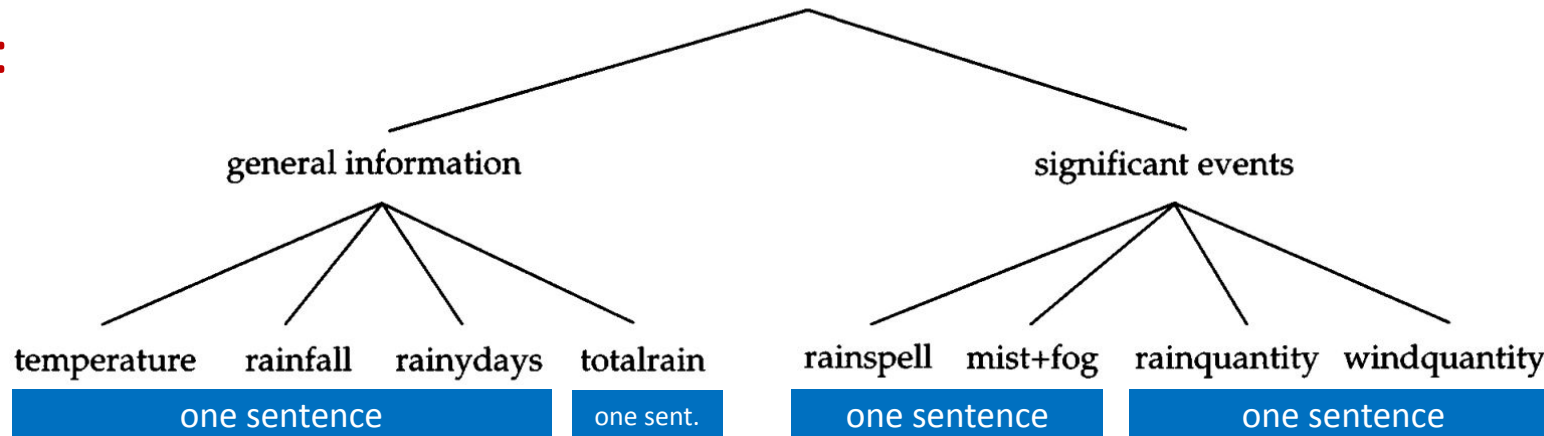 :
general information significant events
temperature rainfall rainydays totalrain rainspell mist+fog rainquantity windquantity
one sentence one sent. one sentence one sentence